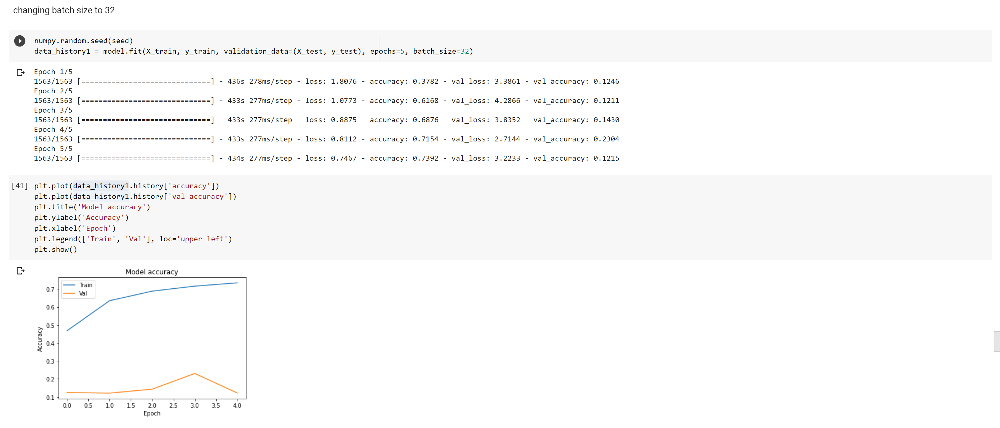 changing batch size to 32
numpy.random.seed(seed)
data_history1 = model.fit(X_train, y_train, validation_data=(X_test, y_test), epochs=5, batch_size=32)
Epoch 1/5
1563/1563 [==============================] - 436s 278ms/step - loss: 1.8076 - accuracy: 0.3782 - val_loss: 3.3861 - val_accuracy: 0.1246
Epoch 2/5
1563/1563 [==============================] - 433s 277ms/step - loss: 1.0773 - accuracy: 0.6168 - val_loss: 4.2866 - val_accuracy: 0.1211
Epoch 3/5
1563/1563 [==============================] - 433s 277ms/step - loss: 0.8875 - accuracy: 0.6876 - val_loss: 3.8352 - val_accuracy: 0.1430
Epoch 4/5
1563/1563 [==============================] - 433s 277ms/step - loss: 0.8112 - accuracy: 0.7154 - val_loss: 2.7144 - val_accuracy: 0.2304
Epoch 5/5
1563/1563 [==============================] - 434s 277ms/step - loss: 0.7467 - accuracy: 0.7392 - val_loss: 3.2233 - val_accuracy: 0.1215
[41] plt.plot(data_history1.history['accuracy'])
plt.plot(data_history1.history['val_accuracy'])
plt.title('Model accuracy')
plt.ylabel('Accuracy')
plt.xlabel('Epoch')
plt.legend(['Train', 'Val'], loc='upper left')
plt.show()
Model accuracy
Train
Val
0.7
0.6
0.5
0.4
0.3
0.2
0.1
Accuracy
0.0 0.5 1.0 1.5 2.0 2.5 3.0 3.5 4.0
Epoch